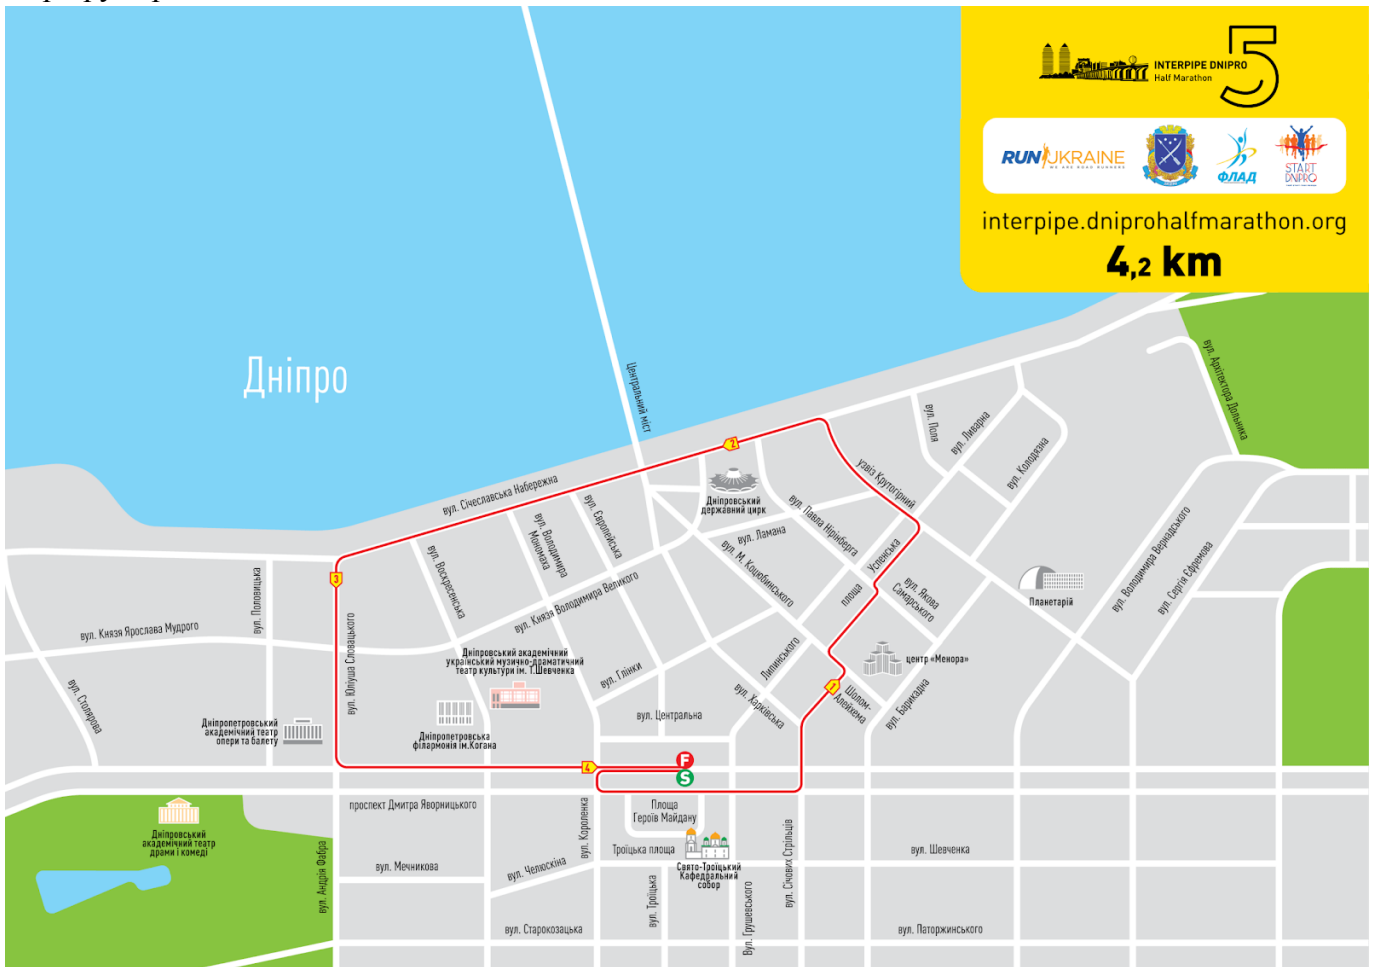 INTERPIPE DNIPRO
Half Marathon
5
RUN UKRAINE
WE ARE ROAD RUNNERS
ФЛАД
START
DNIPRO
interpipe.dniprohalfmarathon.org
4,2 km
Дніпро
Центральний міст
вул. Архітектора Дольника
вул. Поля
вул. Ливарна
вул. Колодязна
узвіз Крутогірний
2
вул. Січеславська Набережна
Дніпровський
державний цирк
вул. Європейська
вул. Володимира
Мономаха
вул. Павла Нірінберга
вул. Ламана
вул. М. Коцюбинського
площа Успенська
вул. Воскресенська
вул. Якова
Самарського
вул. Володимира Вернадського
вул. Сергія Єфремова
Планетарій
3
вул. Половицька
вул. Князя Володимира Великого
вул. Князя Ярослава Мудрого
вул. Юліуша Словацького
Дніпровський академічний
український музично-драматичний
театр культури ім. Т.Шевченка
вул. Глінки
Липинського
центр «Менора»
вул. Столярова
1
Шолом-
Алейхема
вул. Барикадна
вул. Харківська
вул. Центральна
Дніпропетровський
академічний театр
опери та балету
Дніпропетровська
філармонія ім.Когана
4
F
S
проспект Дмитра Яворницького
Площа
Героїв Майдану
вул. Короленка
Дніпровський
академічний театр
драми і комедії
вул. Андрія Фабра
вул. Мечникова
вул. Челюскіна
Троїцька площа
Свято-Троїцький
Кафедральний
собор
вул. Січових Стрільців
вул. Шевченка
вул. Троїцька
Вул. Грушевського
вул. Старокозацька
вул. Паторжинського